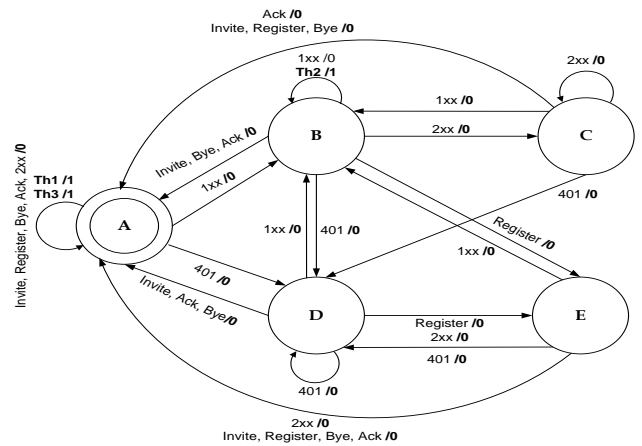 Ack /0
Invite, Register, Bye /0
1xx /0
Th2 /1
2xx /0
1xx /0
B
2xx /0
C
Invite, Bye, Ack /0
1xx /0
Invite, Register, Bye, Ack, 2xx /0
Th1 /1
Th3 /1
A
401 /0
Register /0
1xx /0
1xx /0
401 /0
401 /0
Invite, Ack, Bye/0
D
Register /0
2xx /0
401 /0
E
401 /0
2xx /0
Invite, Register, Bye, Ack /0